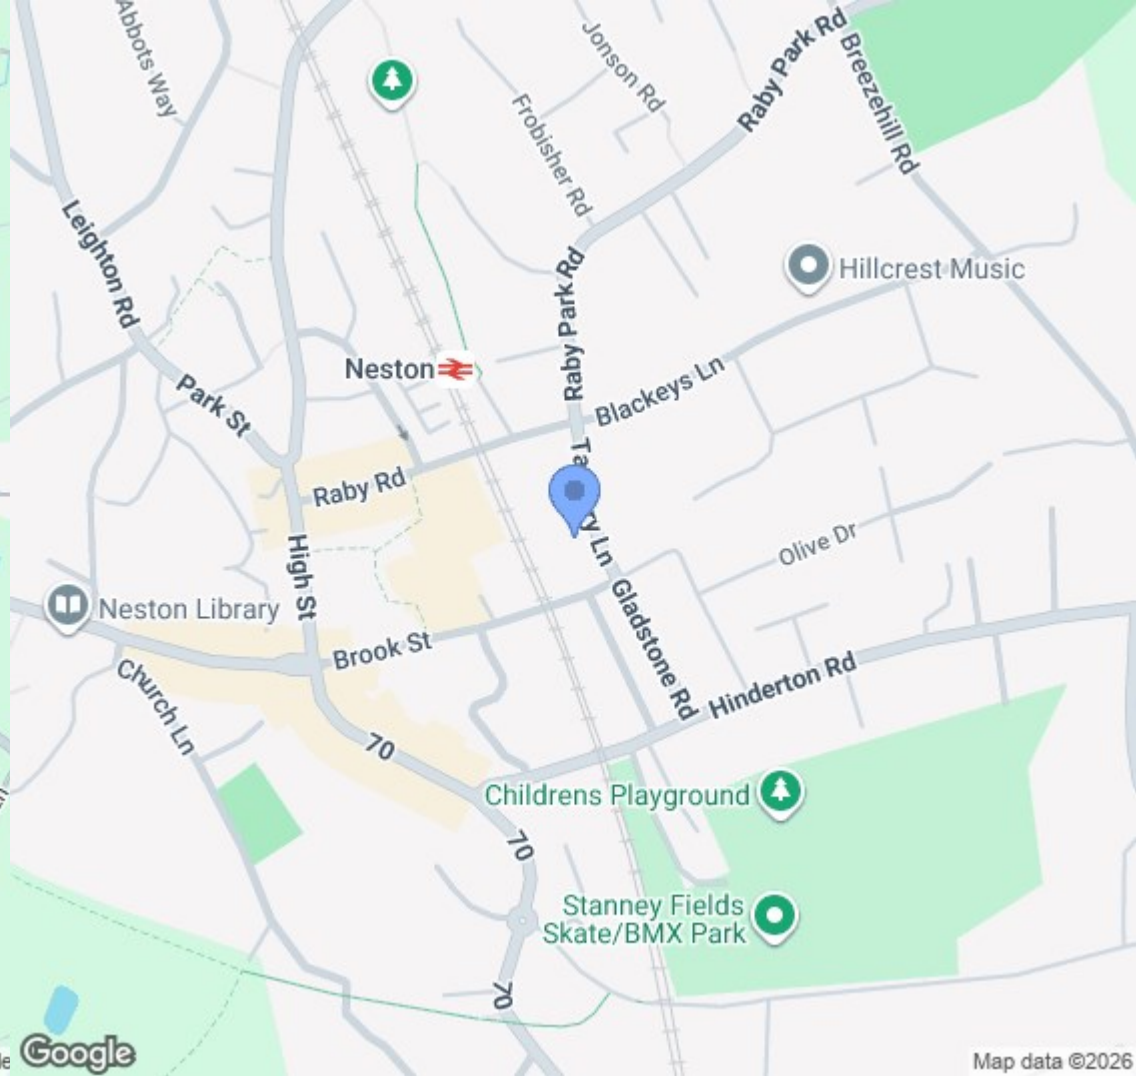 Abbots Way
Jonson Rd
Raby Park Rd
Breezehill Rd
Frobisher Rd
Leighton Rd
Hillcrest Music
Raby Park Rd
Neston
Park St
Blackeys Ln
Raby Rd
Ln
High St
Olive Dr
Gladstone Rd
Neston Library
Brook St
Hinderton Rd
Church Ln
70
Childrens Playground
70
Stanney Fields
Skate/BMX Park
70
Google
Map data ©2026